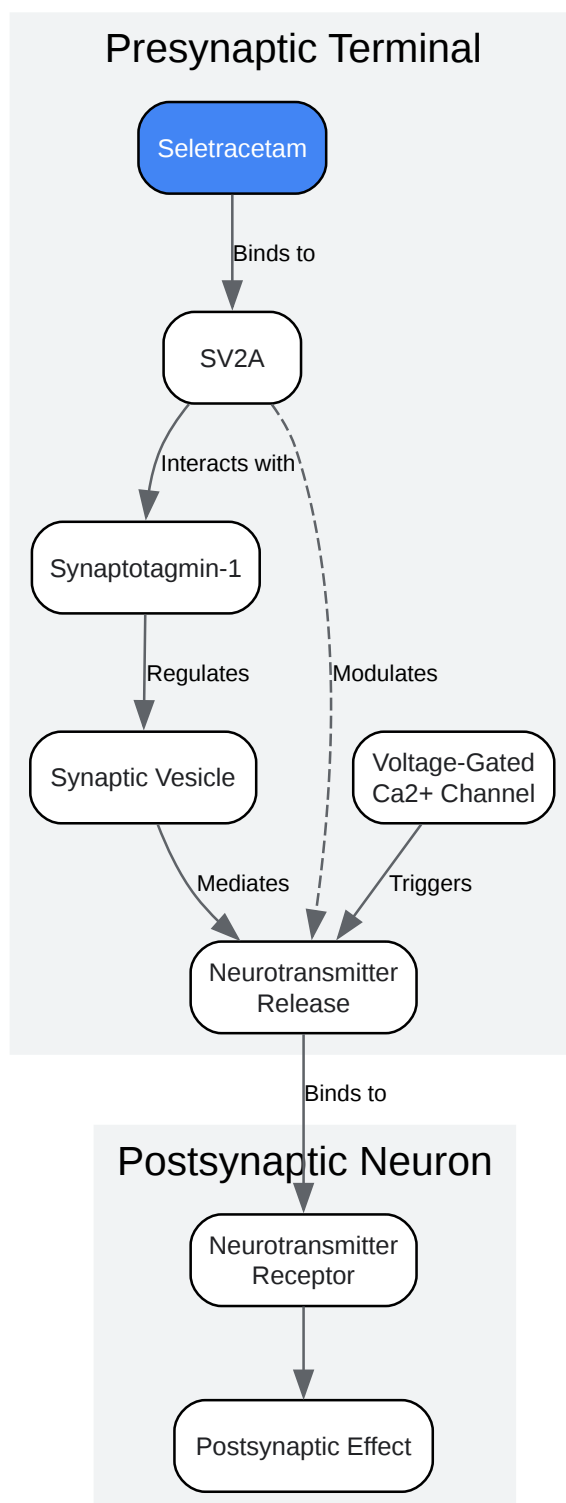 Presynaptic Terminal
Seletracetam
Binds to
SV2A
Interacts with
Synaptotagmin-1
Regulates
Modulates
Synaptic Vesicle
Voltage-Gated
Ca2+ Channel
Mediates
Triggers
Neurotransmitter
Release
Binds to
Postsynaptic Neuron
Neurotransmitter
Receptor
Postsynaptic Effect